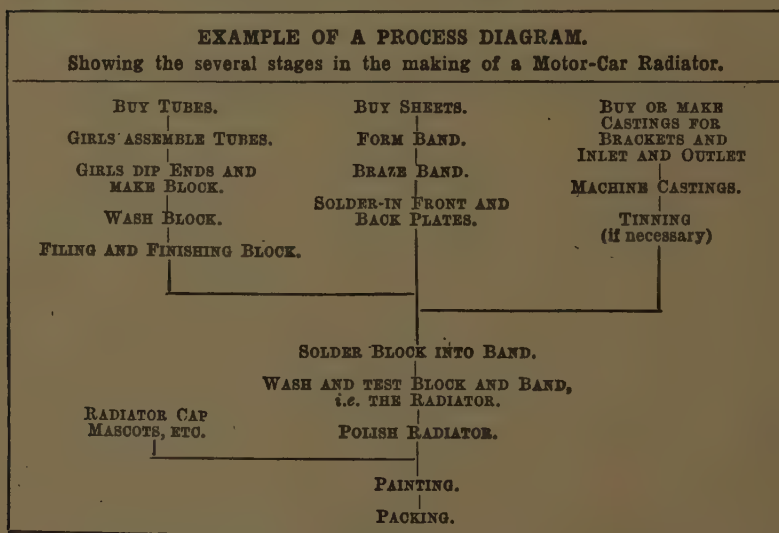 EXAMPLE OF A PROCESS DIAGRAM.
Showing the several stages in the making of a Motor-Car Radiator.
BUY TUBES.
GIRLS ASSEMBLE TUBES.
GIRLS DIP ENDS AND
MAKE BLOCK.
WASH BLOCK.
FILING AND FINISHING BLOCK.
BUY SHEETS.
FORM BAND.
BRAZE BAND.
SOLDER-IN FRONT AND
BACK PLATES.
BUY OR MAKE
CASTINGS FOR
BRACKETS AND
INLET AND OUTLET
MACHINE CASTINGS.
TINNING
(if necessary)
SOLDER BLOCK INTO BAND.
WASH AND TEST BLOCK AND BAND,
i.e. THE RADIATOR.
RADIATOR CAP
MASCOTS, ETC.
POLISH RADIATOR.
PAINTING.
PACKING.